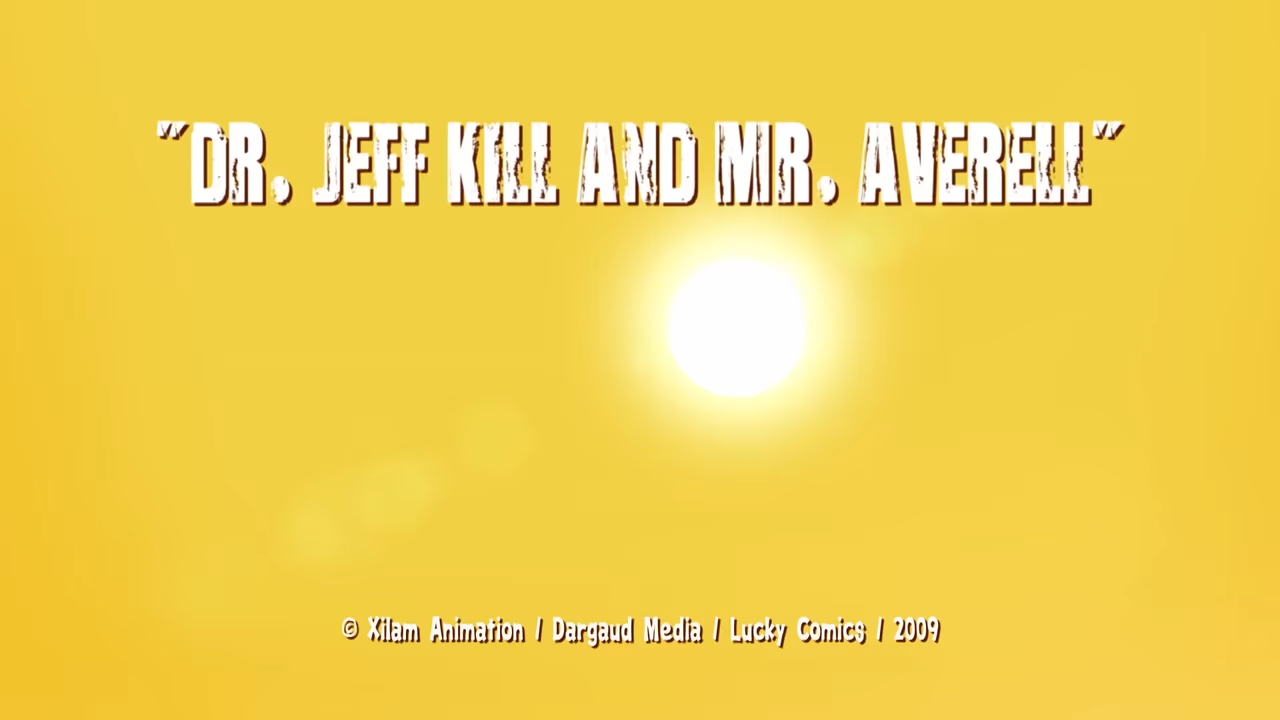 "DR. JEFF KILL AND MR. AVERELL"
© Xilam Animation / Dargaud Media / Lucky Comics / 2009